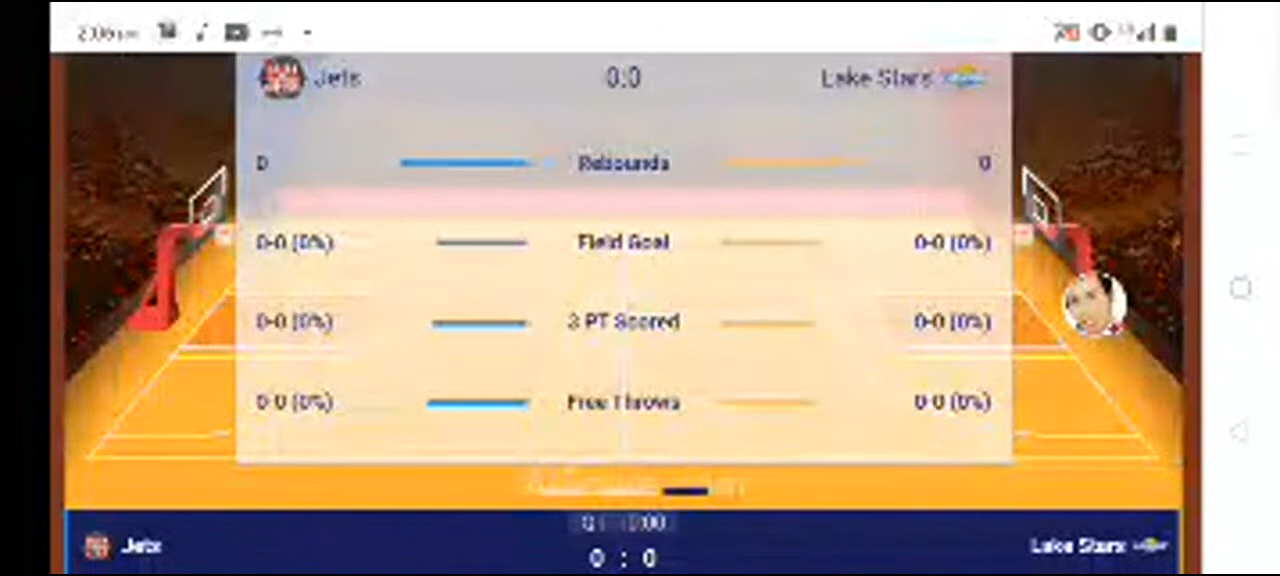 2:06
Jets 0:0 Lake Stars
0 Rebounds 0
0-0 (0%) Field Goal 0-0 (0%)
0-0 (0%) 3 PT Scored 0-0 (0%)
0-0 (0%) Free Throws 0-0 (0%)
Jets 0 : 0 Lake Stars